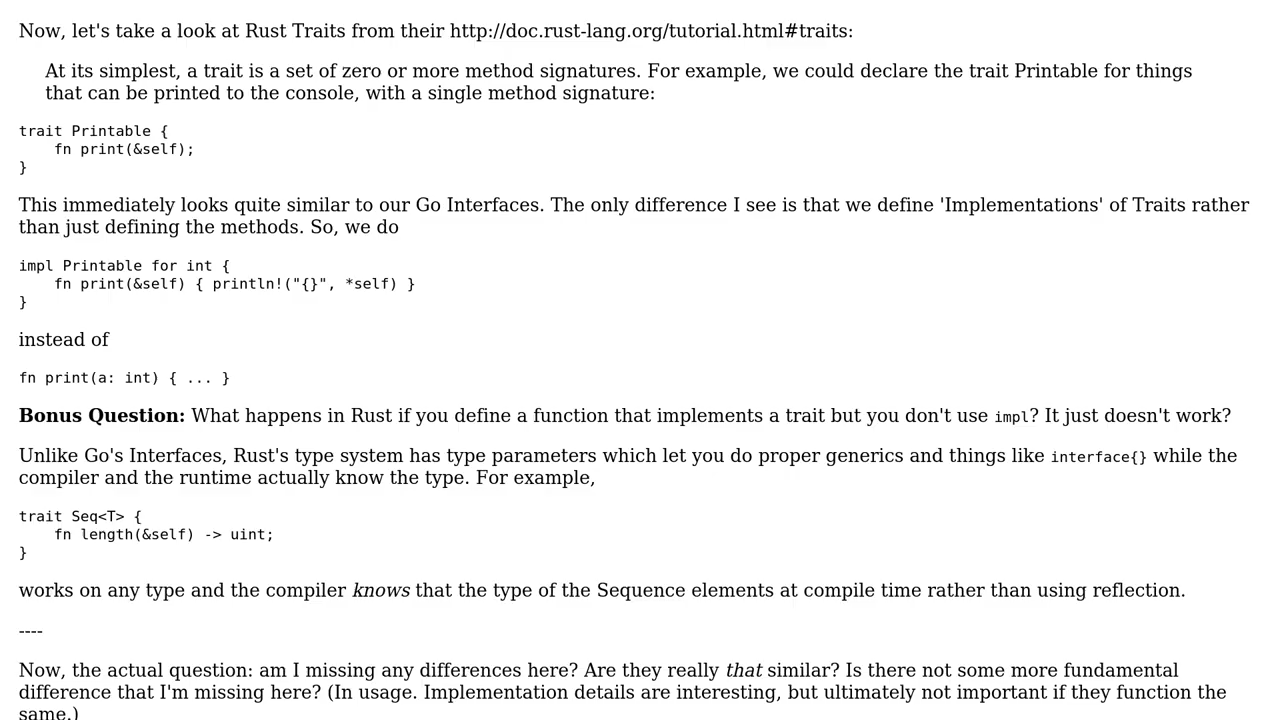 Now, let's take a look at Rust Traits from their http://doc.rust-lang.org/tutorial.html#traits:
At its simplest, a trait is a set of zero or more method signatures. For example, we could declare the trait Printable for things
that can be printed to the console, with a single method signature:
trait Printable {
    fn print(&self);
}
This immediately looks quite similar to our Go Interfaces. The only difference I see is that we define 'Implementations' of Traits rather
than just defining the methods. So, we do
impl Printable for int {
    fn print(&self) { println!("{}", *self) }
}
instead of
fn print(a: int) { ... }
Bonus Question: What happens in Rust if you define a function that implements a trait but you don't use impl? It just doesn't work?
Unlike Go's Interfaces, Rust's type system has type parameters which let you do proper generics and things like interface{} while the
compiler and the runtime actually know the type. For example,
trait Seq<T> {
    fn length(&self) -> uint;
}
works on any type and the compiler knows that the type of the Sequence elements at compile time rather than using reflection.
----
Now, the actual question: am I missing any differences here? Are they really that similar? Is there not some more fundamental
difference that I'm missing here? (In usage. Implementation details are interesting, but ultimately not important if they function the
same.)